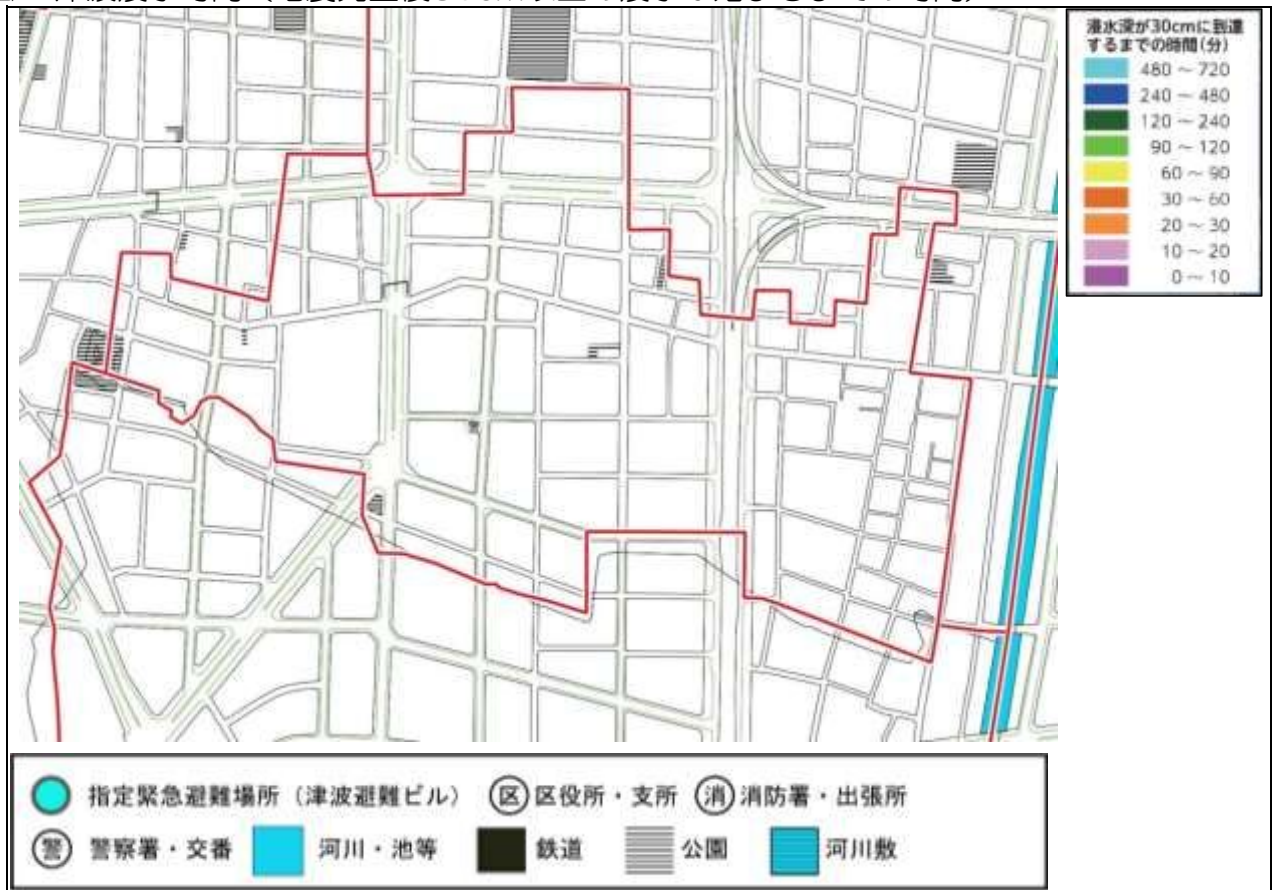 浸水深が30cmに到達
するまでの時間(分)
480 ～ 720
240 ～ 480
120 ～ 240
90 ～ 120
60 ～ 90
30 ～ 60
20 ～ 30
10 ～ 20
0 ～ 10
指定緊急避難場所（津波避難ビル） 区 区役所・支所 消 消防署・出張所
警 警察署・交番 河川・池等 鉄道 公園 河川敷